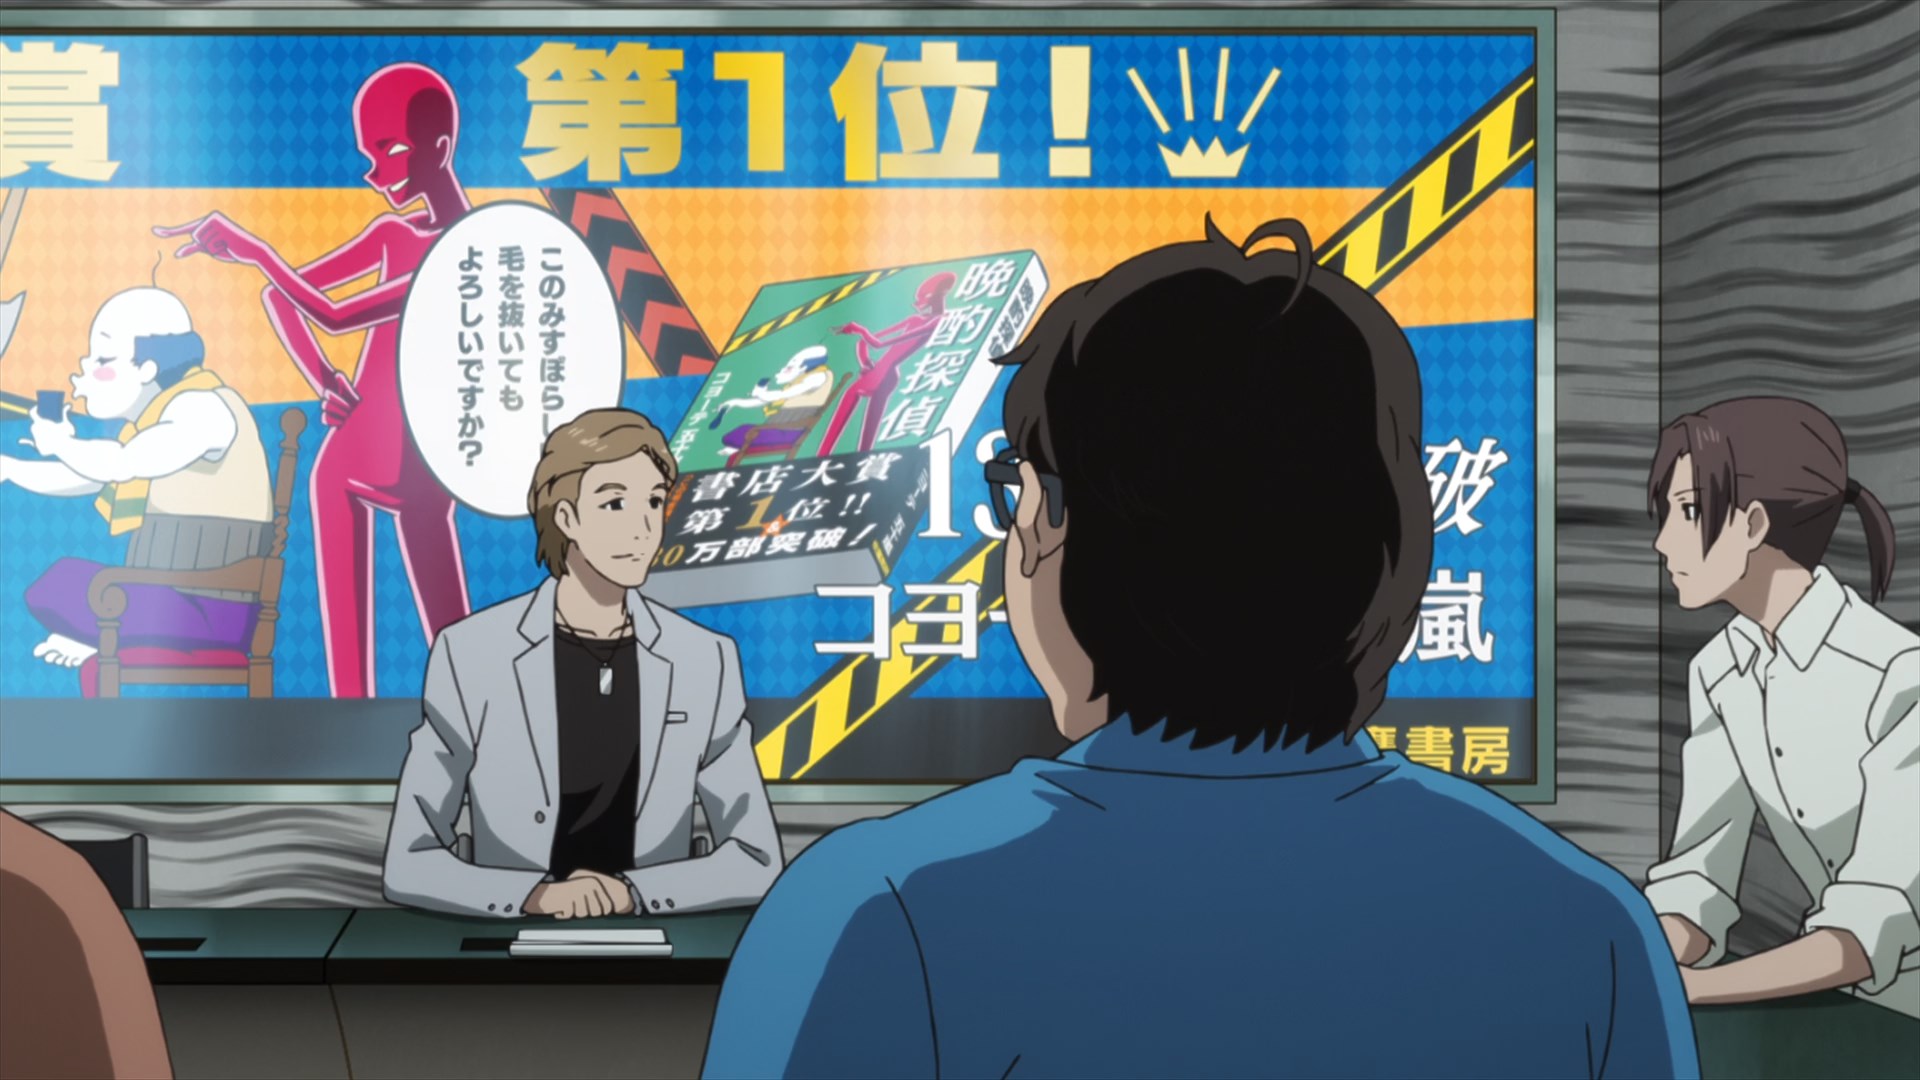 賞 第1位!
このみすぼらし
毛を抜いても
よろしいですか?
晩酌探偵
書店大賞
第1位!!
30万部突破!
13
破
コヨー
嵐
書房